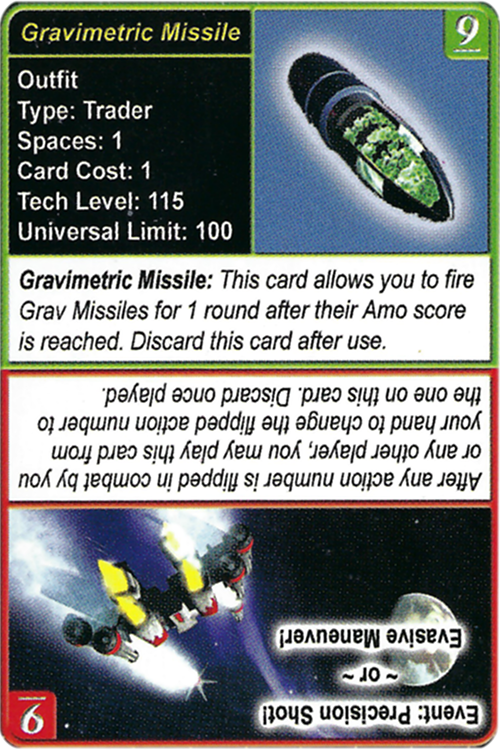 Gravimetric Missile
9
Outfit
Type: Trader
Spaces: 1
Card Cost: 1
Tech Level: 115
Universal Limit: 100
Gravimetric Missile: This card allows you to fire
Grav Missiles for 1 round after their Amo score
is reached. Discard this card after use.
Event: Precision Shot!
~ or ~
Evasive Maneuver!
9
After any action number is flipped in combat by you
or any other player, you may play this card from
your hand to change the flipped action number to
the one on this card. Discard once played.